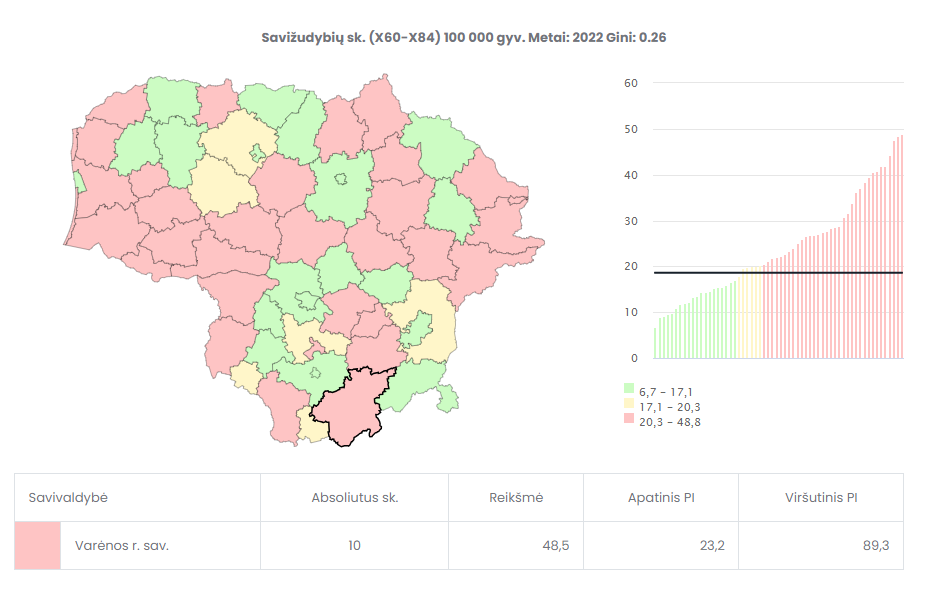 Savižudybių sk. (X60-X84) 100 000 gyv. Metai: 2022 Gini: 0.26
60
50
40
30
20
10
0
6,7 - 17,1
17,1 - 20,3
20,3 - 48,8
Savivaldybė Absoliutus sk. Reikšmė Apatinis PI Viršutinis PI
Varėnos r. sav. 10 48,5 23,2 89,3